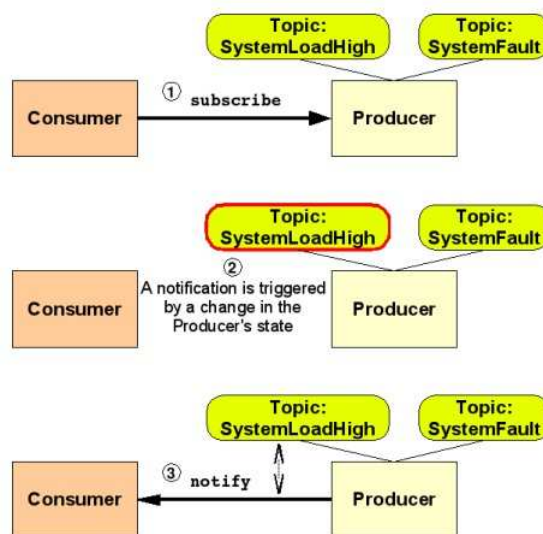 Topic:
SystemLoadHigh
Topic:
SystemFault
Consumer
① subscribe
Producer
Topic:
SystemLoadHigh
Topic:
SystemFault
Consumer
②
A notification is triggered
by a change in the
Producer's state
Producer
Topic:
SystemLoadHigh
Topic:
SystemFault
Consumer
③ notify
Producer